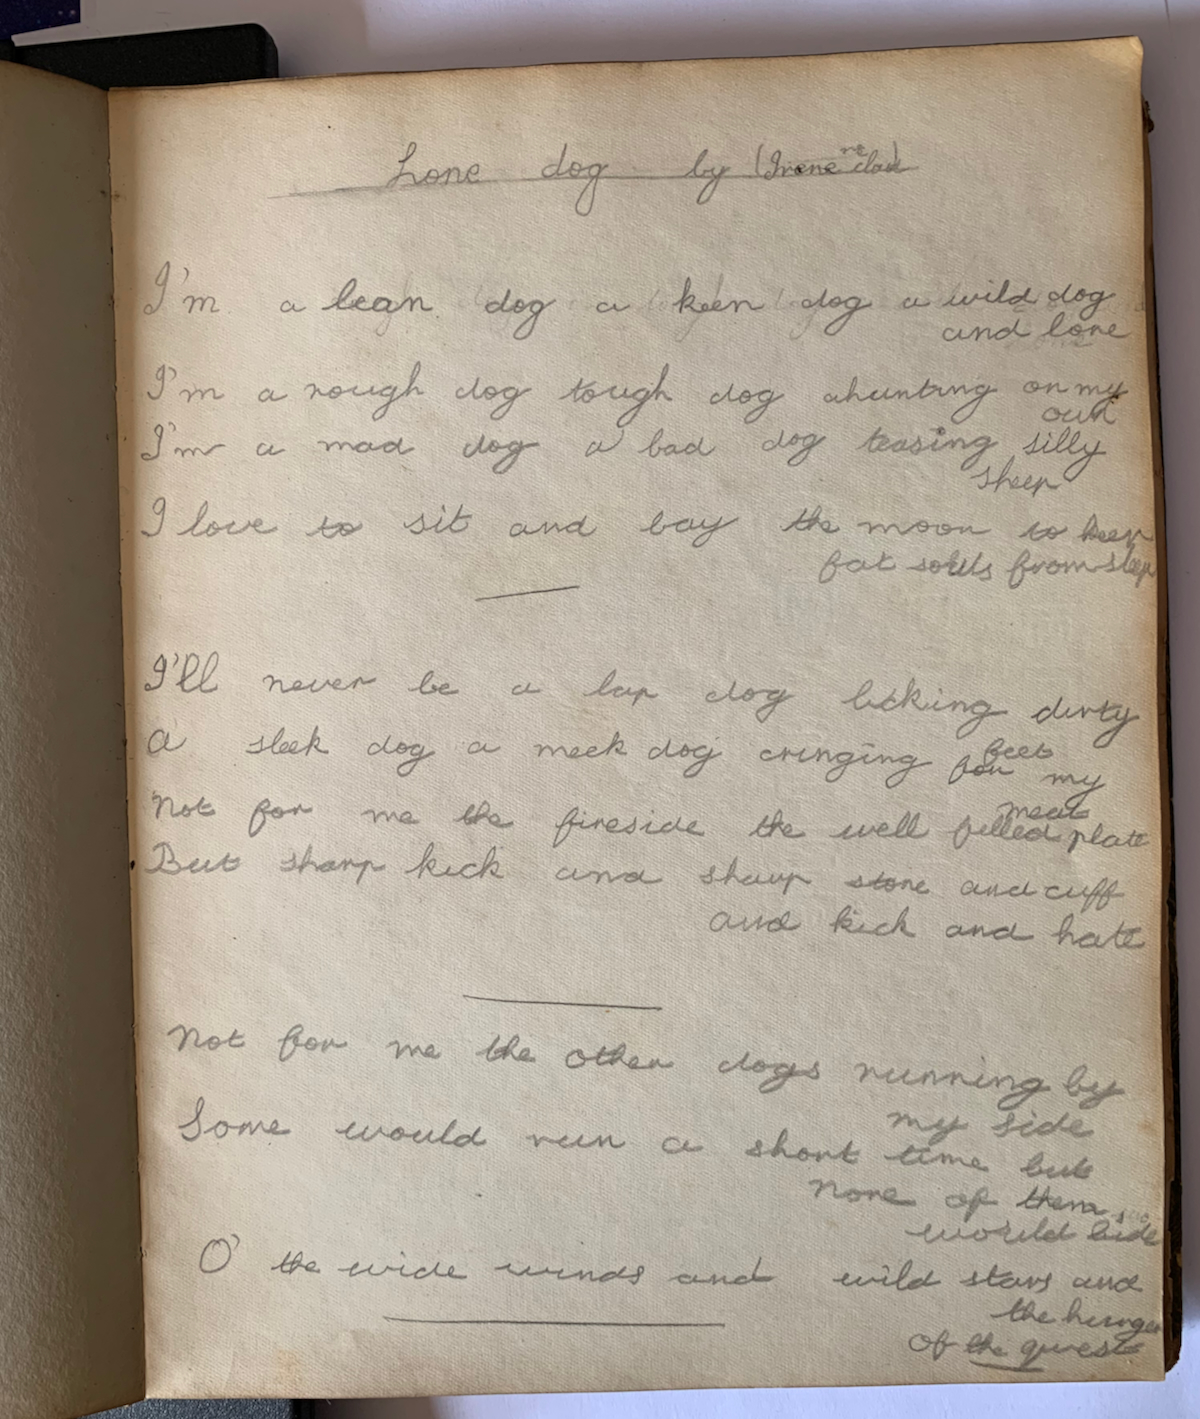 Lone dog by (Irene
I'm a lean dog a keen dog a wild dog
and lone
I'm a rough dog tough dog ahunting on my
own
I'm a mad dog a bad dog teasing silly
sheep
I love to sit and bay the moon to keep
fat souls from sleep
I'll never be a lap dog licking dirty
feet
A sleek dog a meek dog cringing for my
meat
Not for me the fireside the well filled plate
But sharp kick and sharp stone and cuff
and kick and hate
Not for me the other dogs running by
my side
Some would run a short time but
none of them
would bide
O' the wide winds and wild stars and
the hunger
of the quest